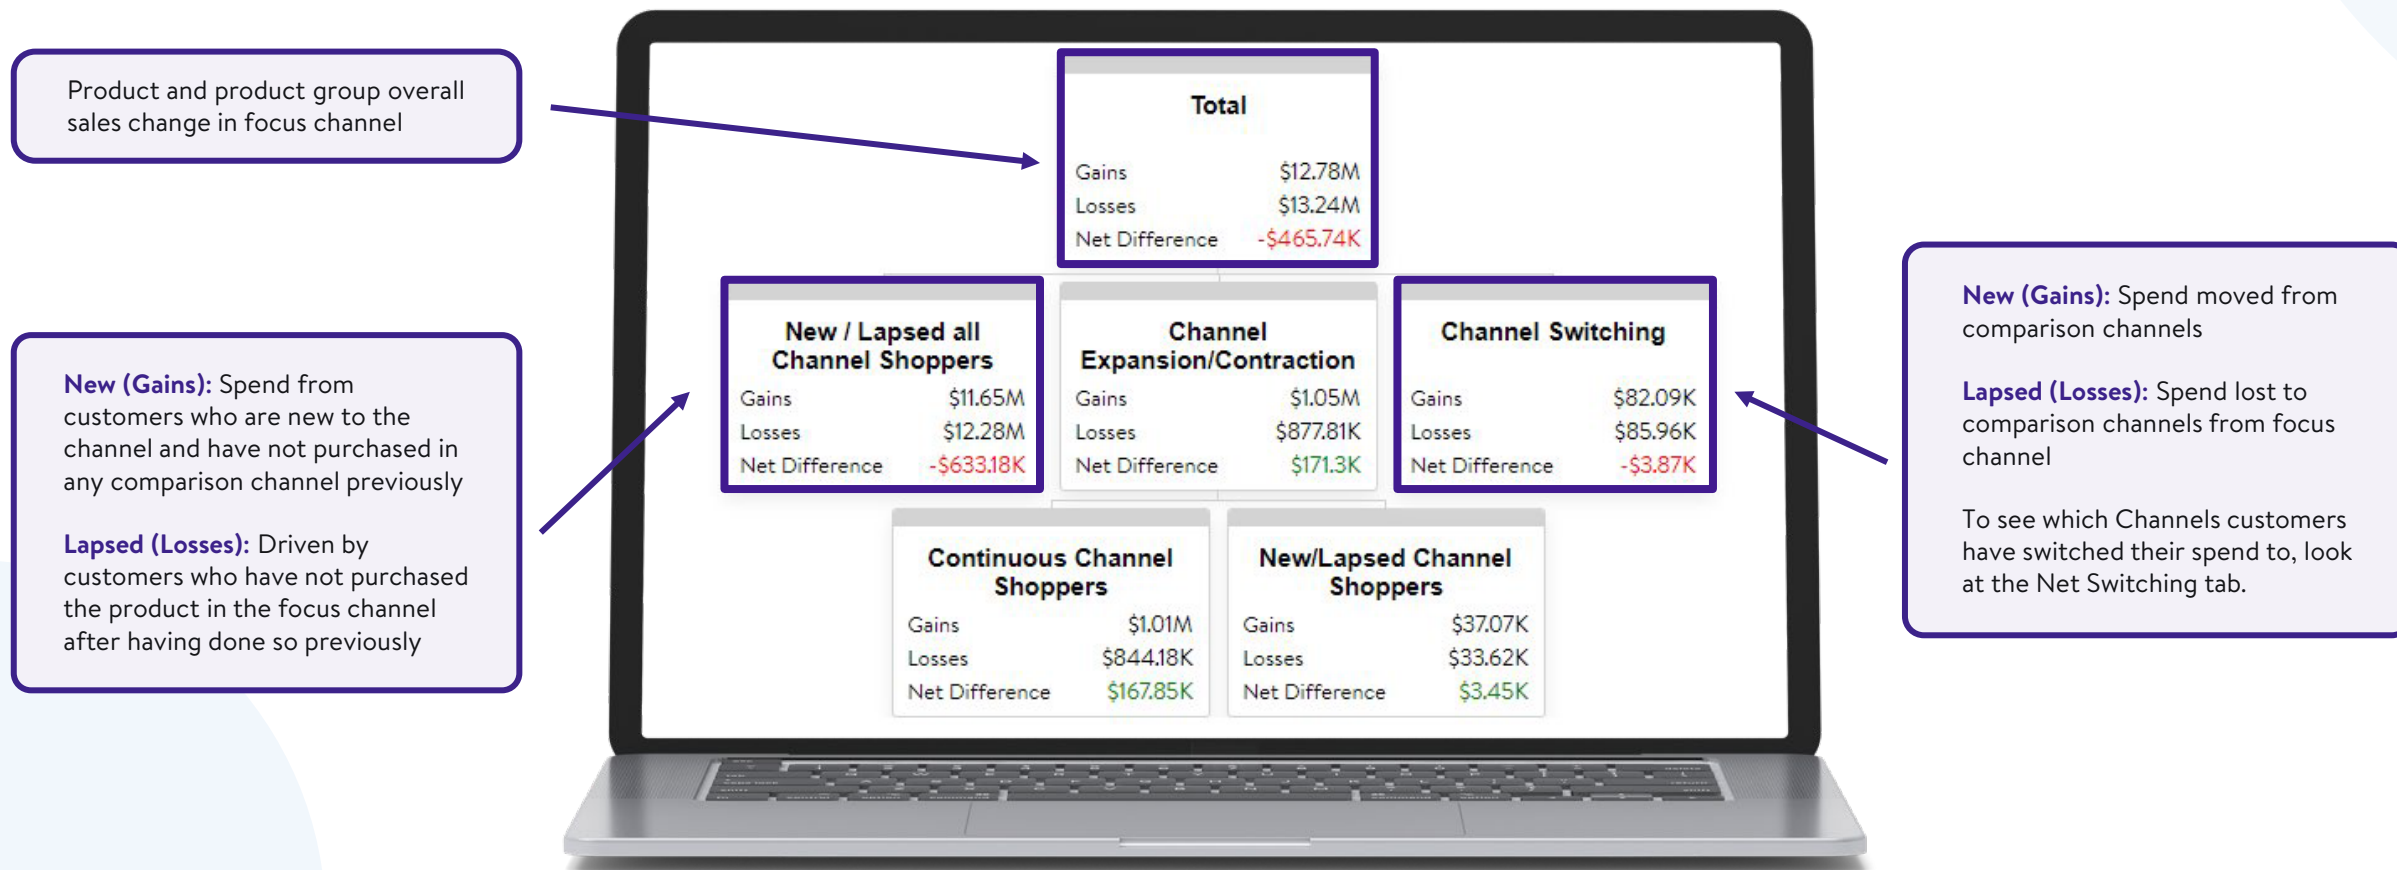 Product and product group overall
sales change in focus channel
New (Gains): Spend from
customers who are new to the
channel and have not purchased in
any comparison channel previously
Lapsed (Losses): Driven by
customers who have not purchased
the product in the focus channel
after having done so previously
Total
Gains $12.78M
Losses $13.24M
Net Difference -$465.74K
New / Lapsed all
Channel Shoppers
Gains $11.65M
Losses $12.28M
Net Difference -$633.18K
Channel
Expansion/Contraction
Gains $1.05M
Losses $877.81K
Net Difference $171.3K
Channel Switching
Gains $82.09K
Losses $85.96K
Net Difference -$3.87K
Continuous Channel
Shoppers
Gains $1.01M
Losses $844.18K
Net Difference $167.85K
New/Lapsed Channel
Shoppers
Gains $37.07K
Losses $33.62K
Net Difference $3.45K
New (Gains): Spend moved from
comparison channels
Lapsed (Losses): Spend lost to
comparison channels from focus
channel
To see which Channels customers
have switched their spend to, look
at the Net Switching tab.